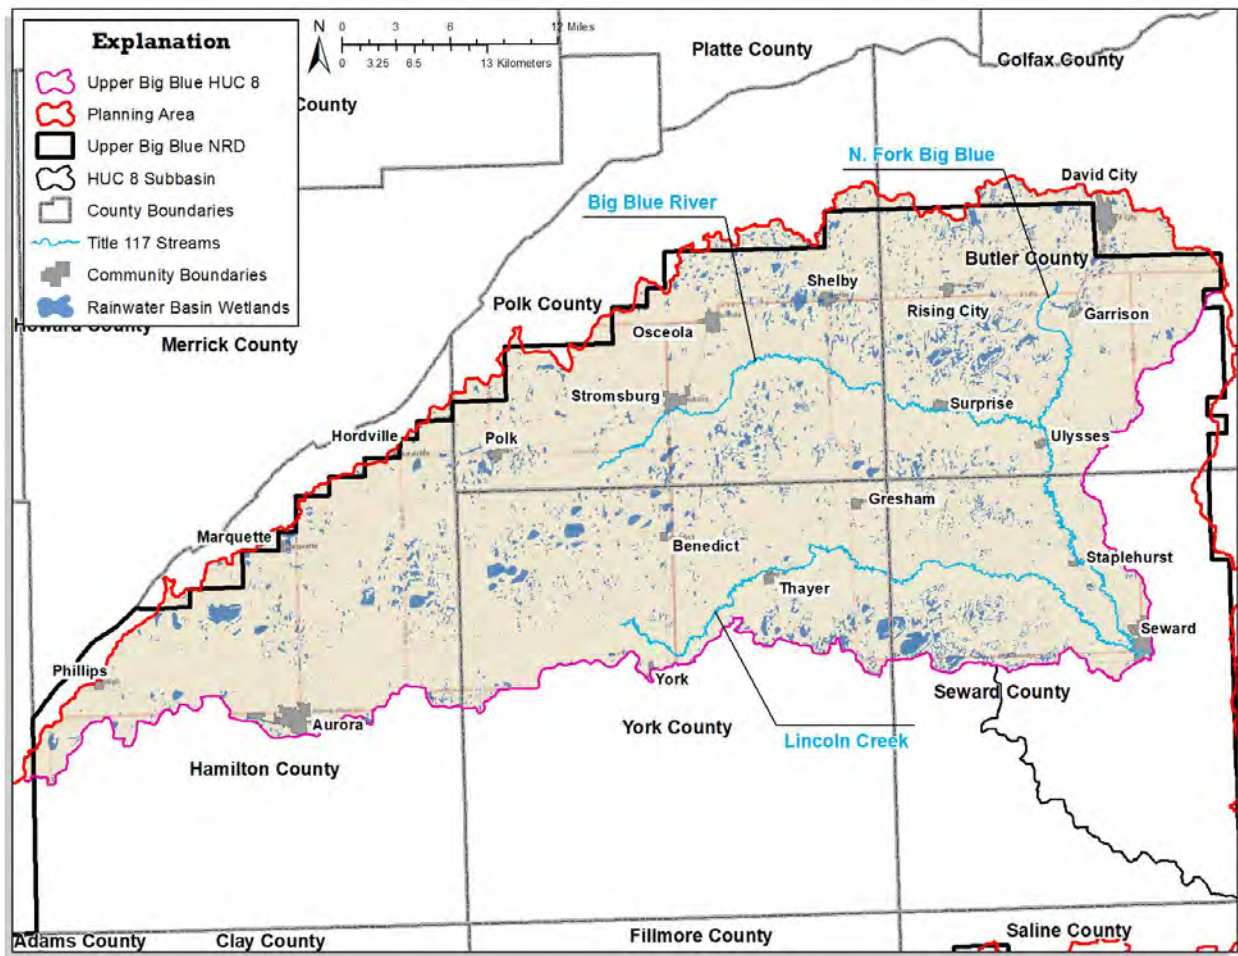 Explanation
Upper Big Blue HUC 8
Planning Area
Upper Big Blue NRD
HUC 8 Subbasin
County Boundaries
Title 117 Streams
Community Boundaries
Rainwater Basin Wetlands
N
0 3 6 12 Miles
0 3.25 6.5 13 Kilometers
Platte County
Colfax County
County
N. Fork Big Blue
David City
Big Blue River
Butler County
Shelby
Polk County
Rising City
Garrison
Osceola
Howard County
Merrick County
Stromsburg
Surprise
Hordville
Polk
Ulysses
Gresham
Marquette
Benedict
Staplehurst
Thayer
Seward
Phillips
York
Seward County
Aurora
York County
Lincoln Creek
Hamilton County
Adams County
Clay County
Fillmore County
Saline County